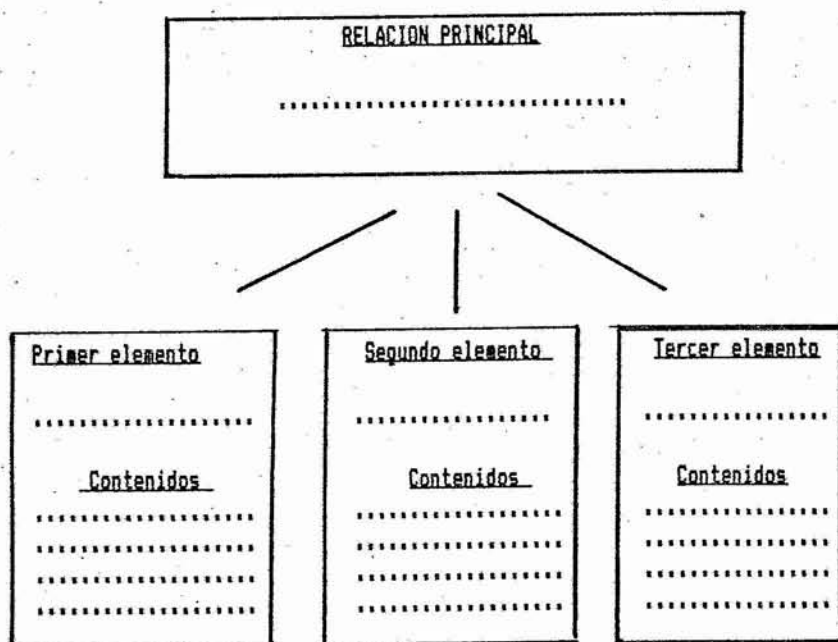 RELACION PRINCIPAL
..................................
Primer elemento
.....................
Contenidos
.....................
.....................
.....................
.....................
Segundo elemento
...................
Contenidos
....................
....................
....................
....................
Tercer elemento
..................
Contenidos
..................
..................
..................
..................